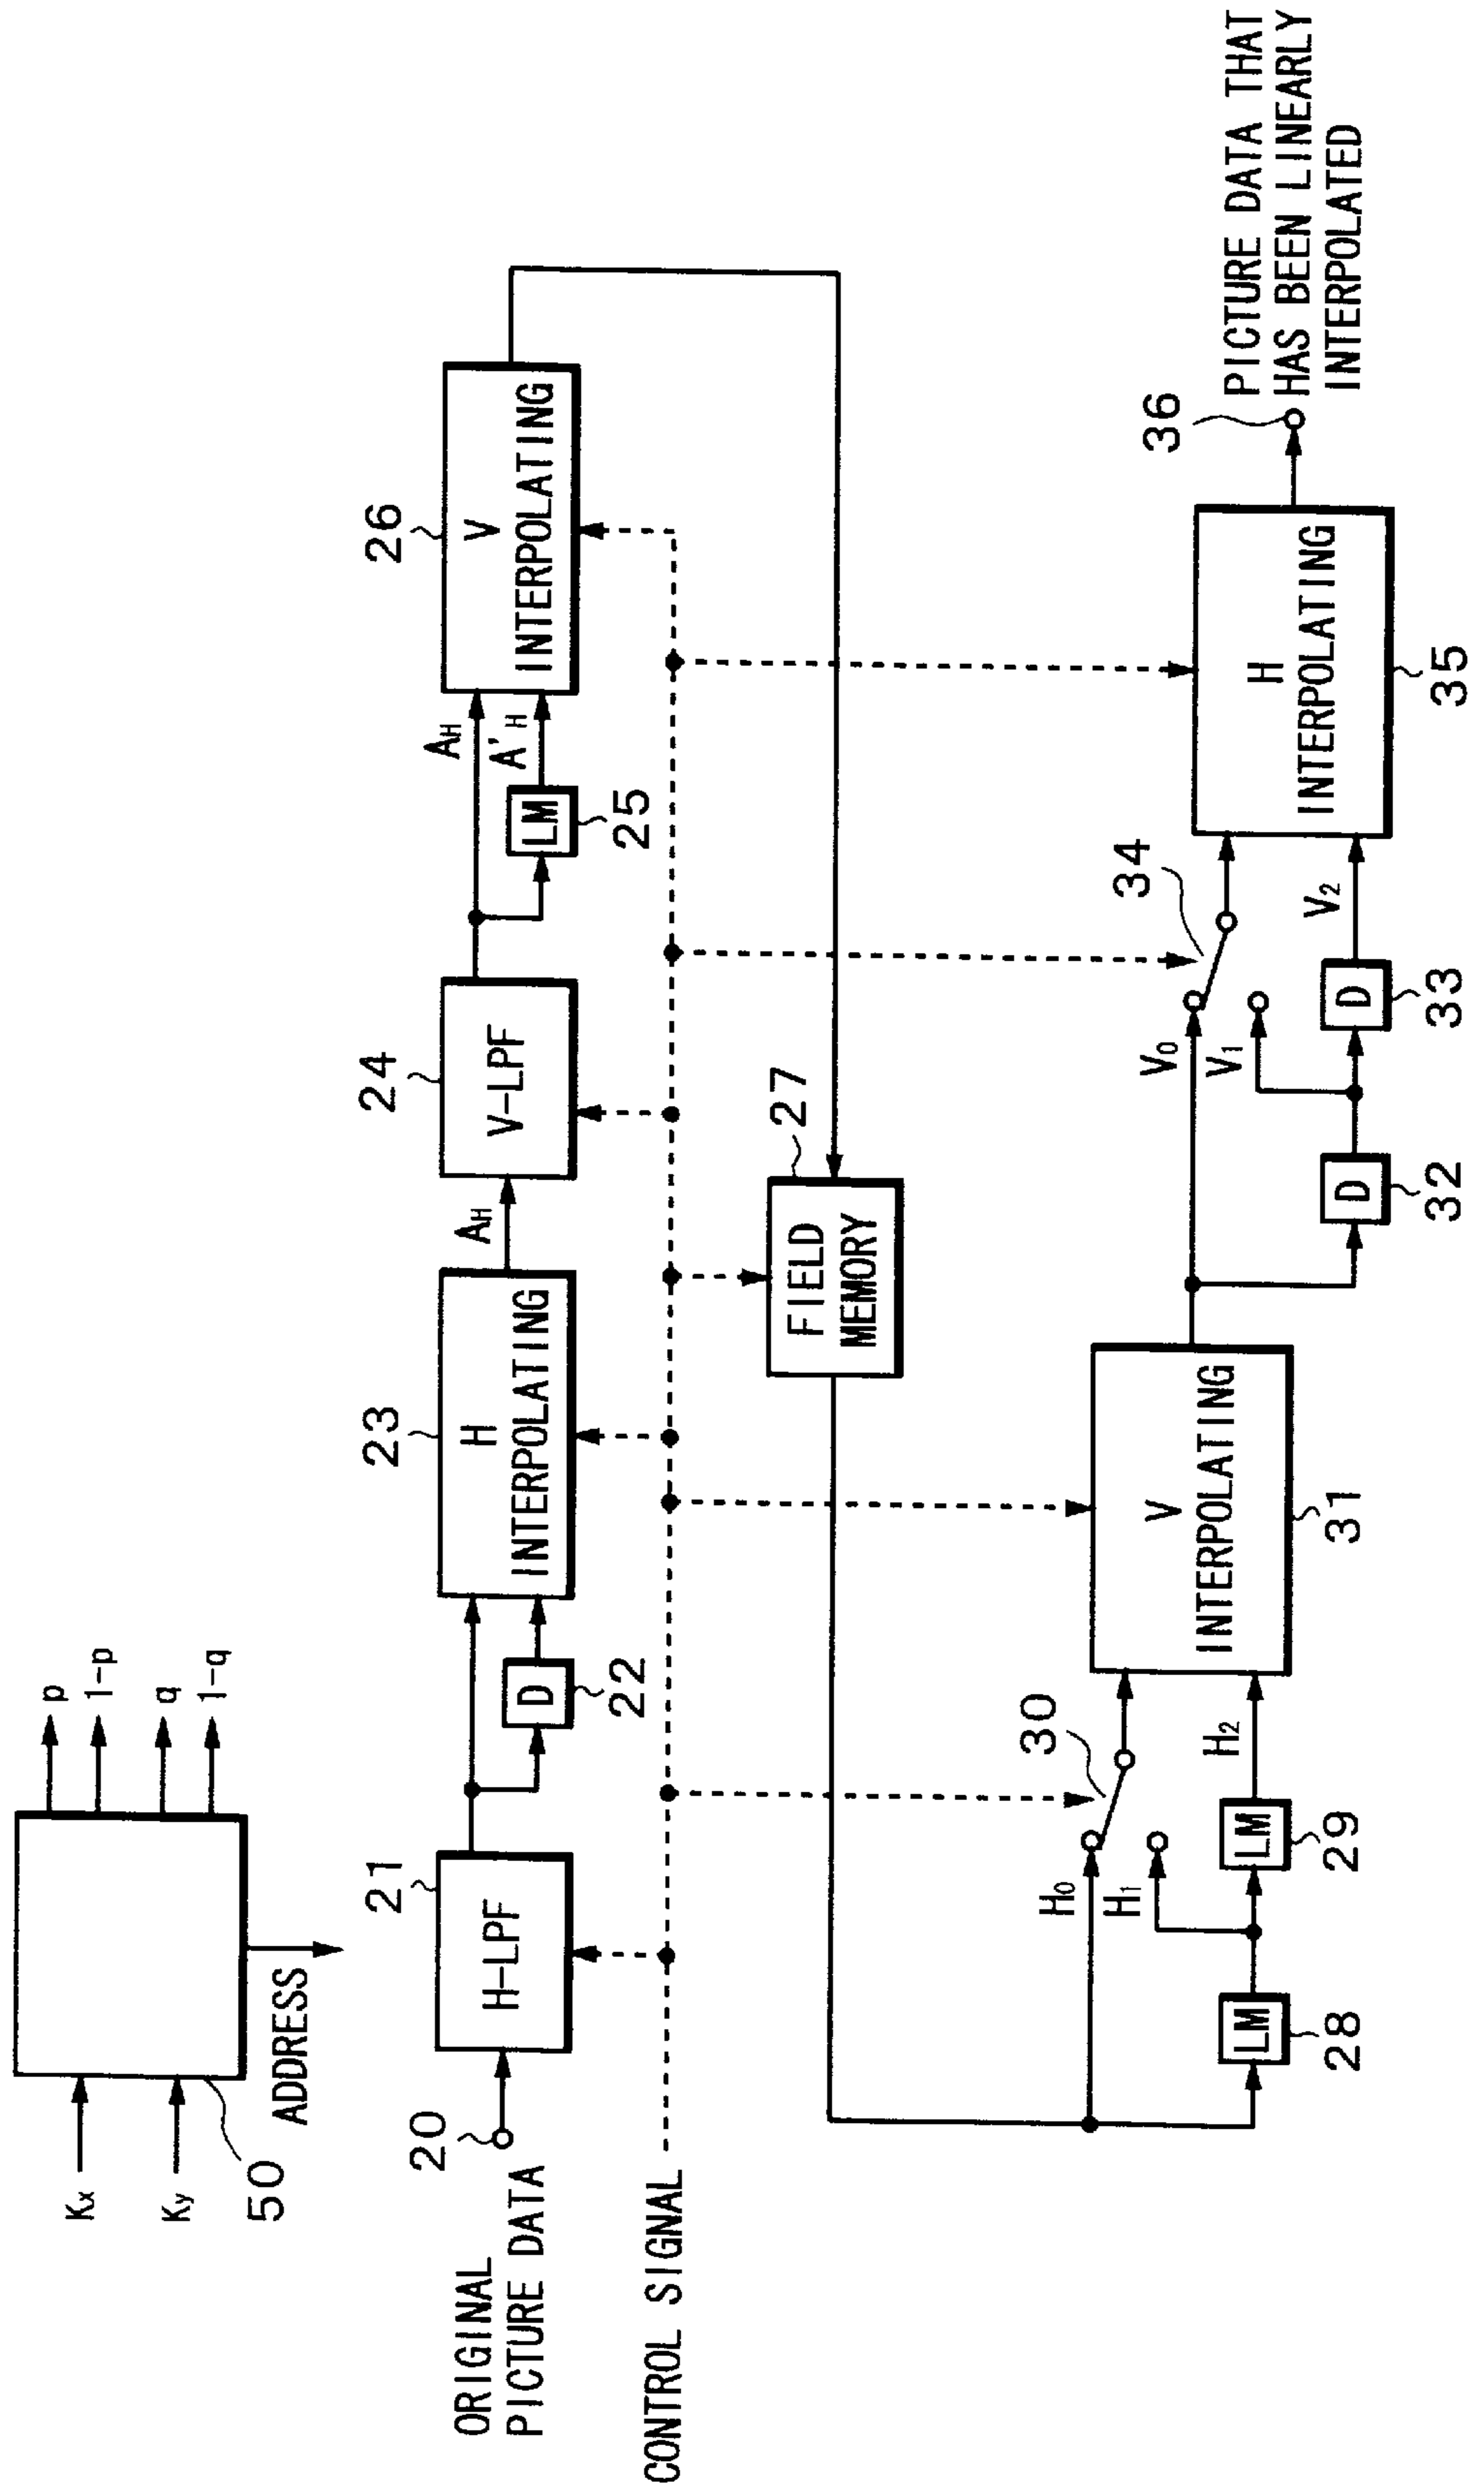 Kx
Ky
50
p
1-p
q
1-q
ADDRESS
ORIGINAL
PICTURE DATA
20
21
H-LPF
D
22
23
H
INTERPOLATING
AH
24
V-LPF
AH
A'H
LM
25
26
V
INTERPOLATING
CONTROL SIGNAL
27
FIELD
MEMORY
H0
H1
LM
28
LM
29
H2
30
V
INTERPOLATING
31
V0
V1
D
32
D
33
V2
34
H
INTERPOLATING
35
36
PICTURE DATA THAT
HAS BEEN LINEARLY
INTERPOLATED